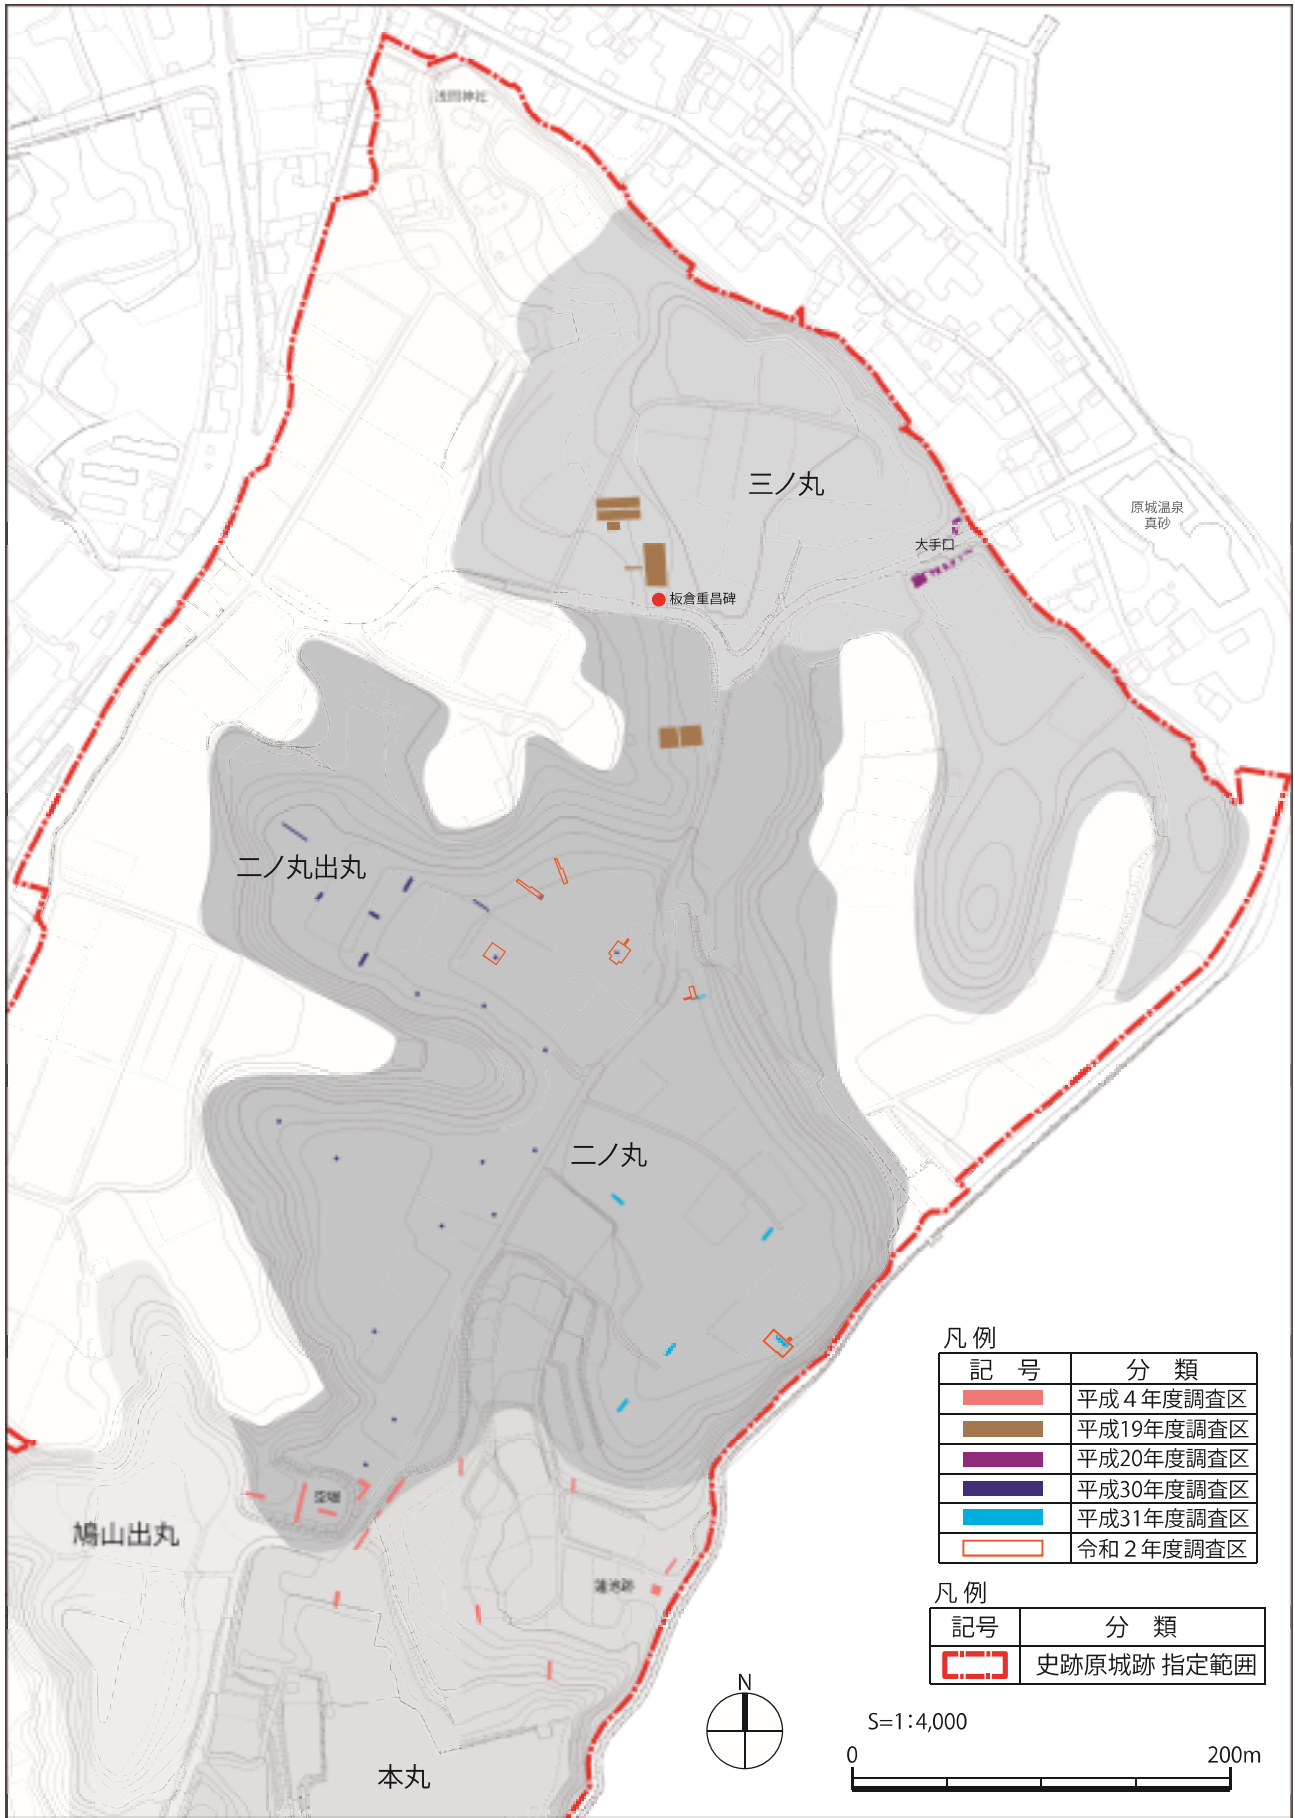 浅間神社
三ノ丸
原城温泉
真砂
大手口
板倉重昌碑
二ノ丸出丸
二ノ丸
空堀
鳩山出丸
蓮池跡
本丸
凡例
記 号 分 類
平成4年度調査区
平成19年度調査区
平成20年度調査区
平成30年度調査区
平成31年度調査区
令和2年度調査区
凡例
記号 分 類
史跡原城跡 指定範囲
N
S=1:4,000
0 200m